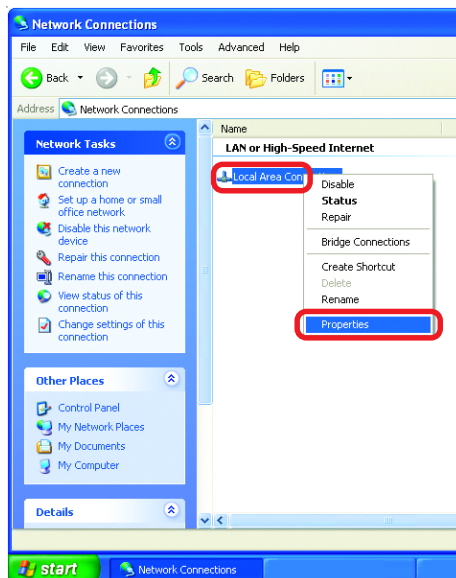 Network Connections
File Edit View Favorites Tools Advanced Help
Back Search Folders
Address Network Connections
Network Tasks
Create a new
connection
Set up a home or small
office network
Disable this network
device
Repair this connection
Rename this connection
View status of this
connection
Change settings of this
connection
Other Places
Control Panel
My Network Places
My Documents
My Computer
Details
Name
LAN or High-Speed Internet
Local Area Con
Disable
Status
Repair
Bridge Connections
Create Shortcut
Delete
Rename
Properties
start Network Connections